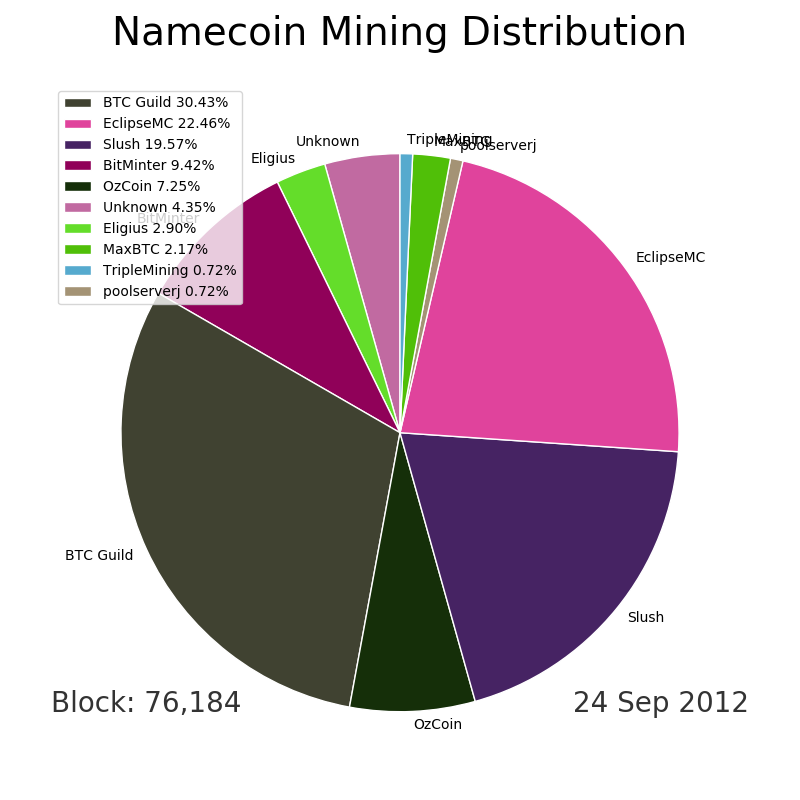 Namecoin Mining Distribution
BTC Guild 30.43%
EclipseMC 22.46%
Slush 19.57%
BitMinter 9.42%
OzCoin 7.25%
Unknown 4.35%
Eligius 2.90%
MaxBTC 2.17%
TripleMining 0.72%
poolserverj 0.72%
TripleMining
MaxBTC
poolserverj
Unknown
Eligius
BitMinter
EclipseMC
BTC Guild
Slush
OzCoin
Block: 76,184
24 Sep 2012